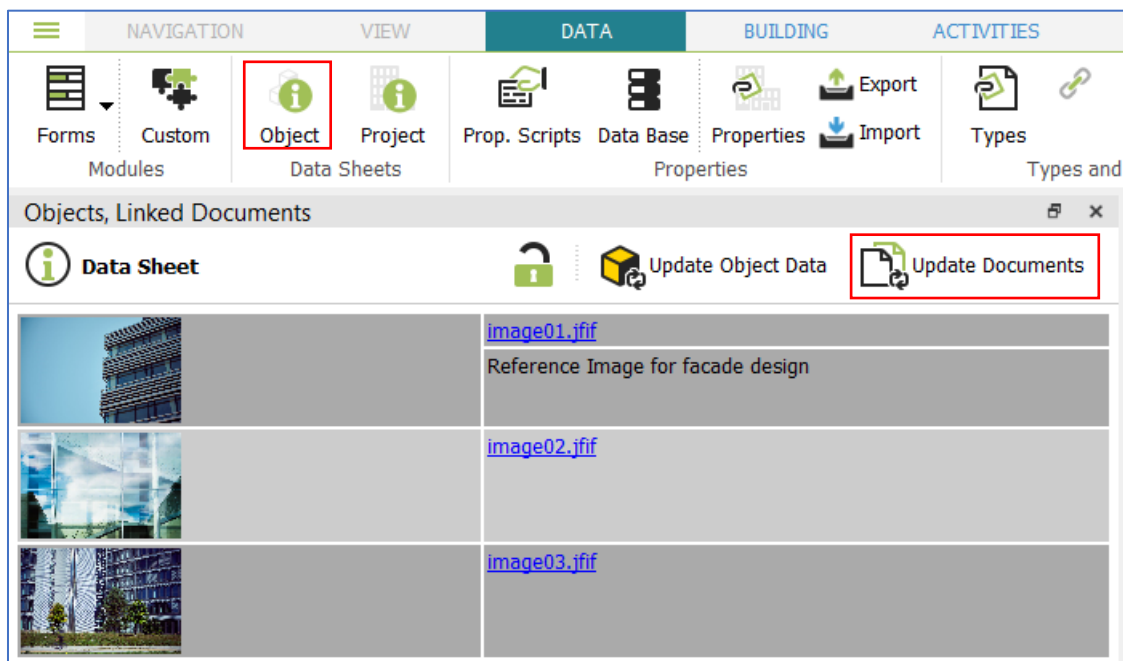 NAVIGATION VIEW DATA BUILDING ACTIVITIES
Export
Forms Custom Object Project Prop. Scripts Data Base Properties Import Types
Modules Data Sheets Properties Types and
Objects, Linked Documents
Data Sheet Update Object Data Update Documents
image01.jfif
Reference Image for facade design
image02.jfif
image03.jfif